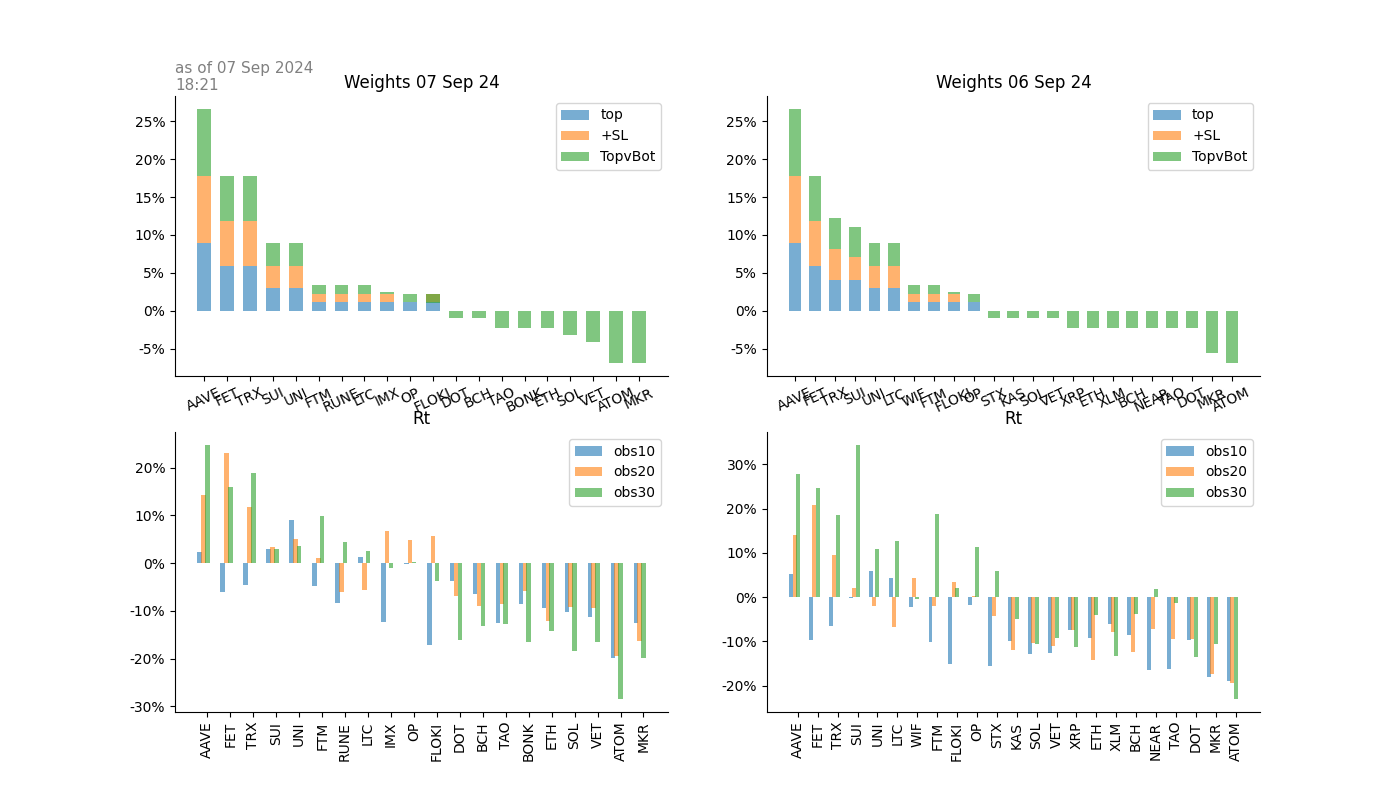 as of 07 Sep 2024
18:21
Weights 07 Sep 24
25%
20%
15%
10%
5%
0%
-5%
top
+SL
TopvBot
AAVE FET TRX SUI UNI FTM RUNE LTC IMX OP FLOKI DOT BCH TAO BONK ETH SOL VET ATOM MKR
Weights 06 Sep 24
25%
20%
15%
10%
5%
0%
-5%
top
+SL
TopvBot
AAVE FET TRX SUI UNI LTC WIF FTM FLOKI OP STX KAS SOL VET XRP ETH XLM BCH NEAR TAO DOT MKR ATOM
Rt
20%
10%
0%
-10%
-20%
-30%
obs10
obs20
obs30
AAVE FET TRX SUI UNI FTM RUNE LTC IMX OP FLOKI DOT BCH TAO BONK ETH SOL VET ATOM MKR
Rt
30%
20%
10%
0%
-10%
-20%
obs10
obs20
obs30
AAVE FET TRX SUI UNI LTC WIF FTM FLOKI OP STX KAS SOL VET XRP ETH XLM BCH NEAR TAO DOT MKR ATOM